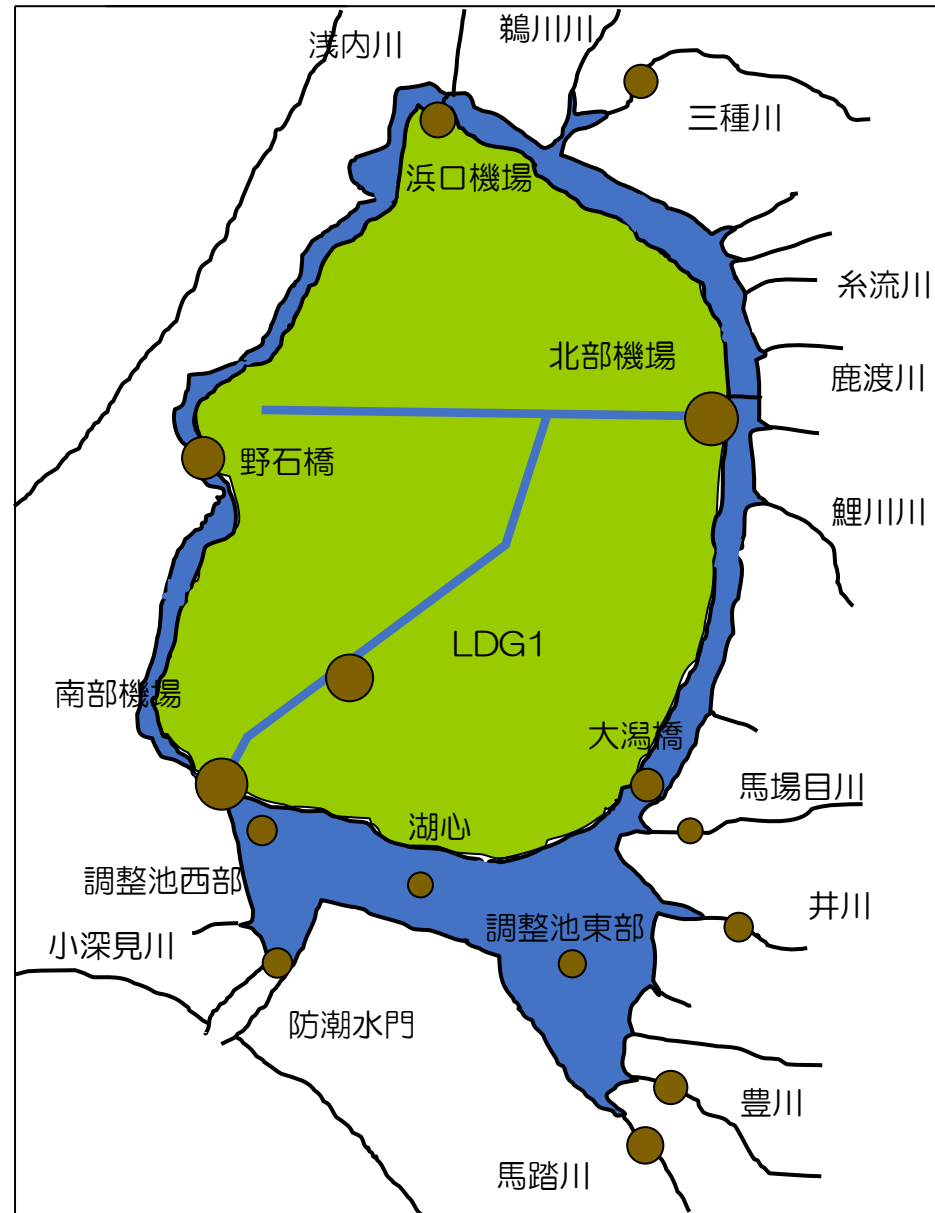 鵜川川
浅内川
三種川
浜口機場
糸流川
北部機場
鹿渡川
野石橋
鯉川川
LDG1
南部機場
大潟橋
馬場目川
湖心
調整池西部
井川
調整池東部
小深見川
防潮水門
豊川
馬踏川